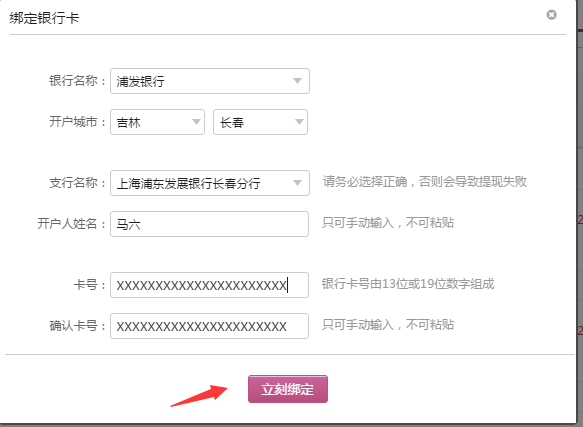 绑定银行卡
银行名称： 浦发银行
开户城市： 吉林 长春
支行名称： 上海浦东发展银行长春分行 请务必选择正确，否则会导致提现失败
开户人姓名： 马六 只可手动输入，不可粘贴
卡号： XXXXXXXXXXXXXXXXXXXXXX 银行卡号由13位或19位数字组成
确认卡号： XXXXXXXXXXXXXXXXXXXXXX 只可手动输入，不可粘贴
立刻绑定